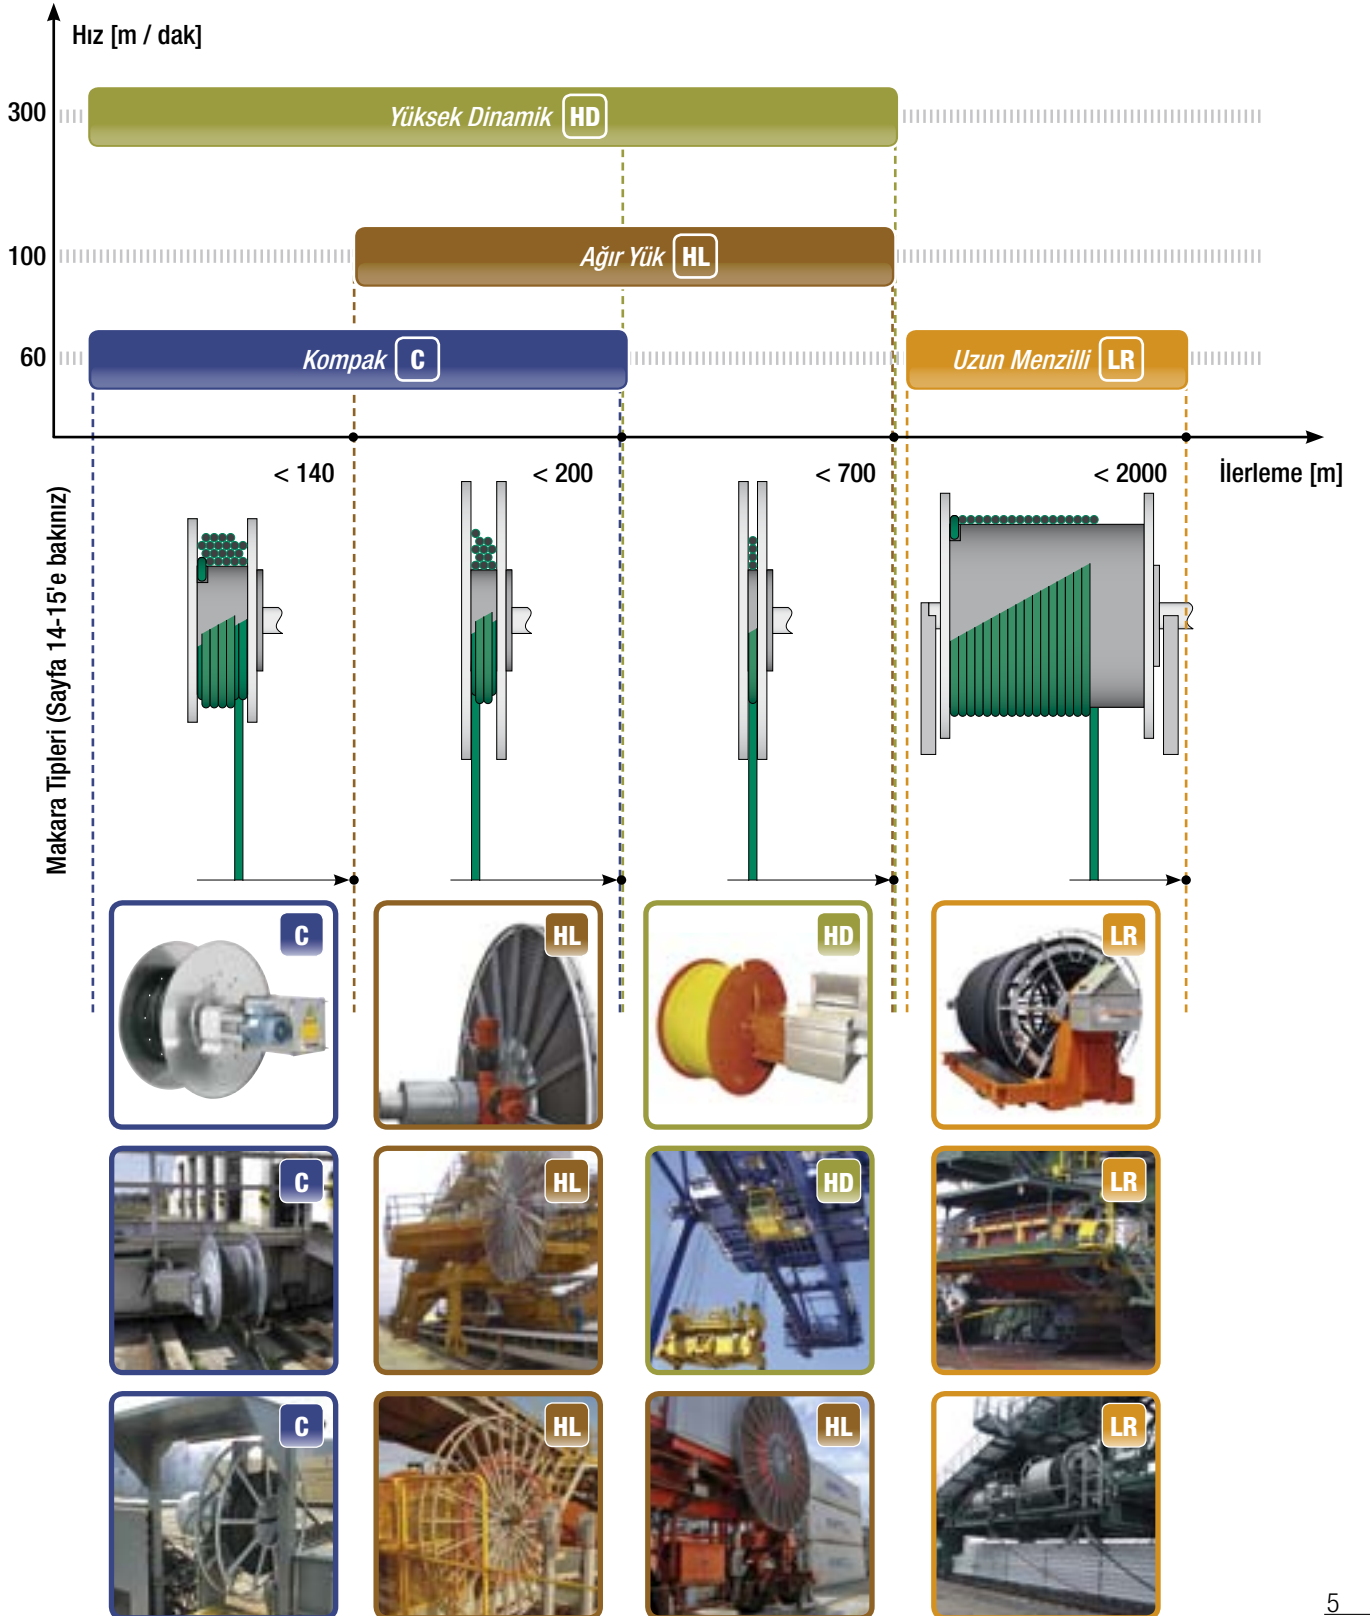 Hız [m / dak]
300
Yüksek Dinamik HD
100
Ağır Yük HL
60
Kompak C
Uzun Menzilli LR
< 140
< 200
< 700
< 2000
İlerleme [m]
Makara Tipleri (Sayfa 14-15'e bakınız)
C
HL
HD
LR
C
HL
HD
LR
C
HL
HL
LR
5